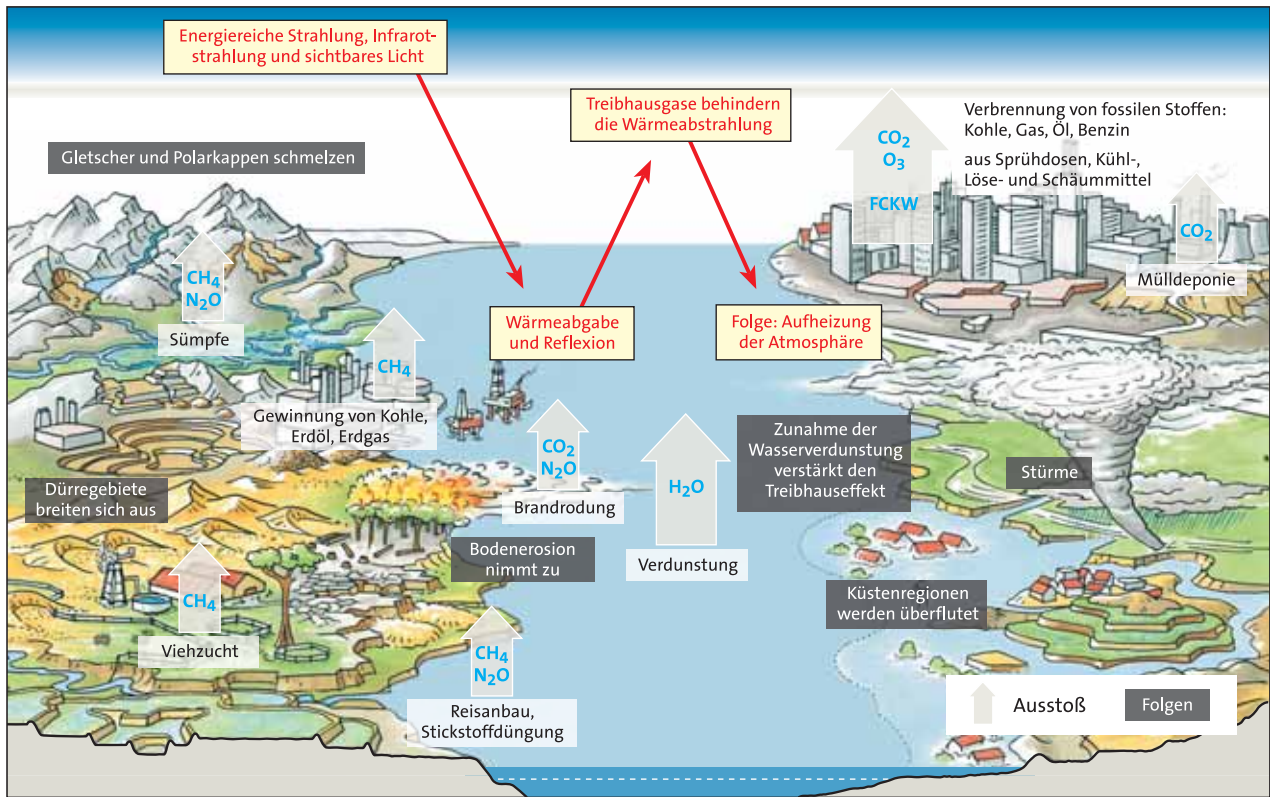 Energiereiche Strahlung, Infrarot-
strahlung und sichtbares Licht
Treibhausgase behindern
die Wärmeabstrahlung
Verbrennung von fossilen Stoffen:
Kohle, Gas, Öl, Benzin
aus Sprühdosen, Kühl-,
Löse- und Schäummittel
CO₂
O₃
FCKW
Gletscher und Polarkappen schmelzen
CO₂
Mülldeponie
CH₄
N₂O
Sümpfe
Wärmeabgabe
und Reflexion
Folge: Aufheizung
der Atmosphäre
CH₄
Gewinnung von Kohle,
Erdöl, Erdgas
CO₂
N₂O
Brandrodung
H₂O
Verdunstung
Zunahme der
Wasserverdunstung
verstärkt den
Treibhauseffekt
Stürme
Dürregebiete
breiten sich aus
Bodenerosion
nimmt zu
CH₄
Viehzucht
Küstenregionen
werden überflutet
CH₄
N₂O
Reisanbau,
Stickstoffdüngung
Ausstoß
Folgen